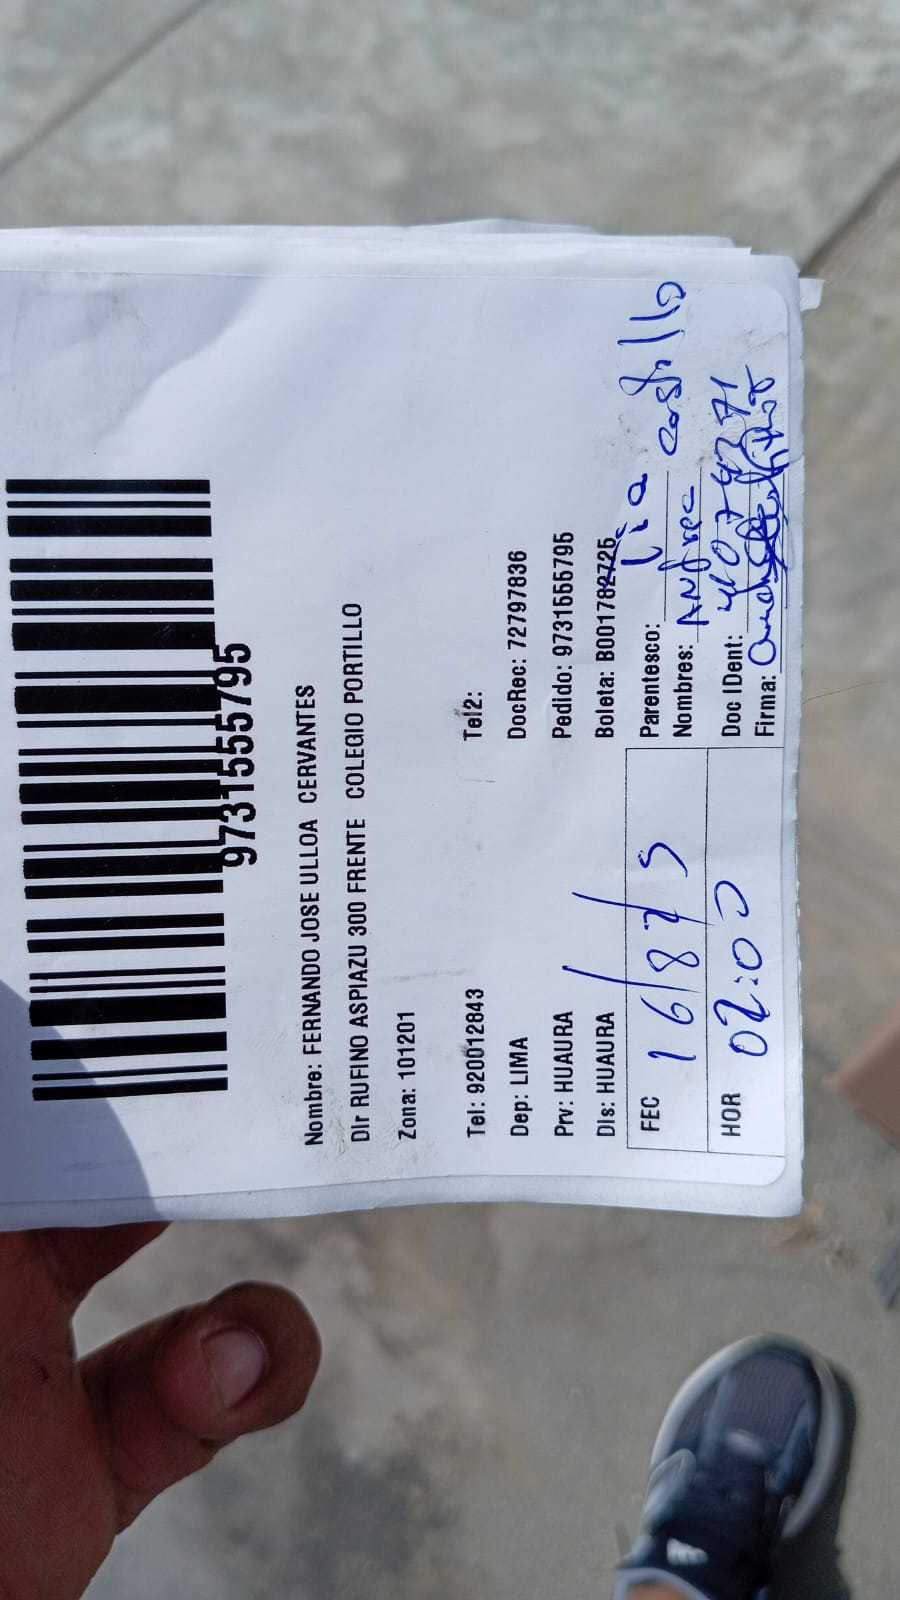 9731555795
Nombre: FERNANDO JOSE ULLOA CERVANTES
DIr RUFINO ASPIAZU 300 FRENTE COLEGIO PORTILLO
Zona: 101201
Tel: 920012843 Tel2:
Dep: LIMA DocRec: 72797836
Prv: HUAURA Pedido: 9731555795
Dis: HUAURA Boleta: B001782725
FEC 16/8/ Parentesco: tia
Nombres: Andrea castillo
HOR 02:00 Doc IDent:
Firma: